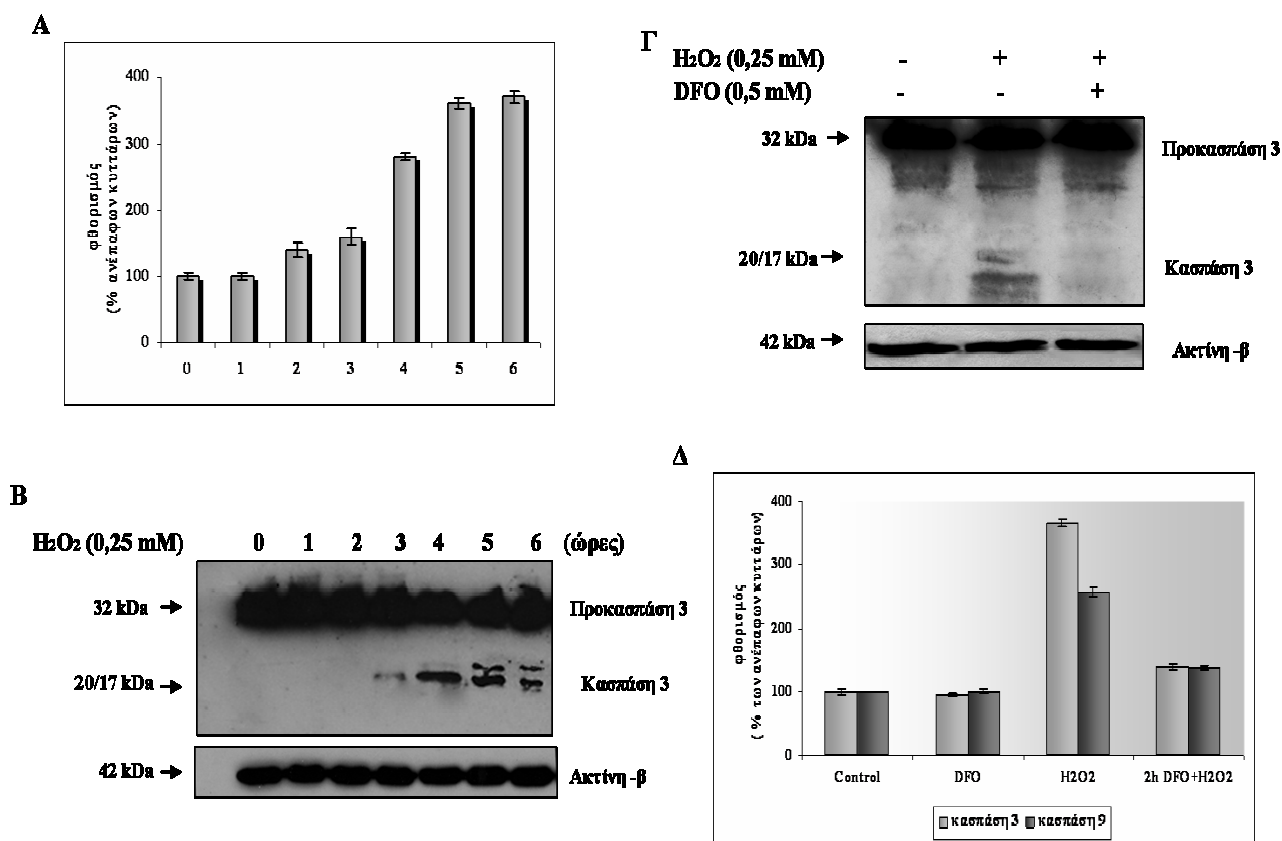 Α
400
300
200
100
0
φθορισμός
(% ανέπαφων κυττάρων)
0 1 2 3 4 5 6
Β
H2O2 (0,25 mM) 0 1 2 3 4 5 6 (ώρες)
32 kDa Προκασπάση 3
20/17 kDa Κασπάση 3
42 kDa Ακτίνη -β
Γ
H2O2 (0,25 mM) - + +
DFO (0,5 mM) - - +
32 kDa Προκασπάση 3
20/17 kDa Κασπάση 3
42 kDa Ακτίνη -β
Δ
400
300
200
100
0
φθορισμός
( % των ανέπαφων κυττάρων)
Control DFO H2O2 2h DFO+H2O2
κασπάση 3 κασπάση 9